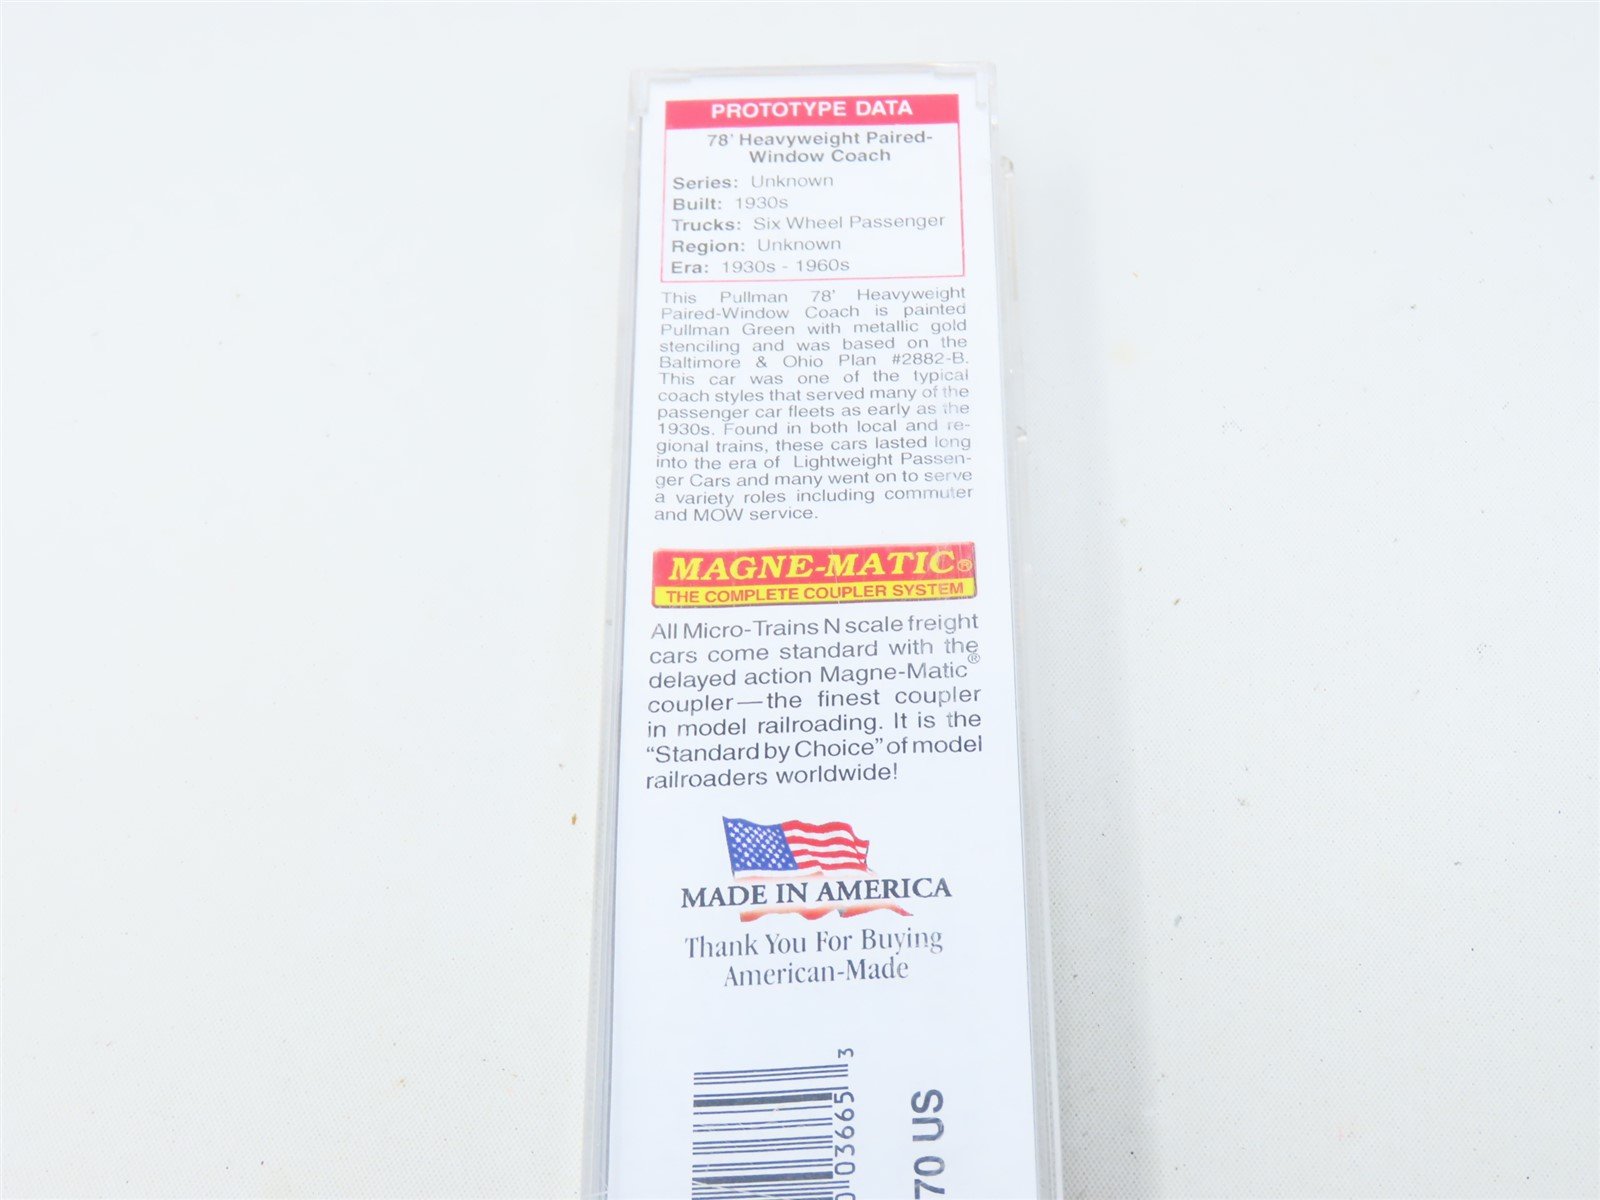 PROTOTYPE DATA
78' Heavyweight Paired-
Window Coach
Series: Unknown
Built: 1930s
Trucks: Six Wheel Passenger
Region: Unknown
Era: 1930s - 1960s
This Pullman 78' Heavyweight
Paired-Window Coach is painted
Pullman Green with metallic gold
stenciling and was based on the
Baltimore & Ohio Plan #2882-B.
This car was one of the typical
coach styles that served many of the
passenger car fleets as early as the
1930s. Found in both local and re-
gional trains, these cars lasted long
into the era of Lightweight Passen-
ger Cars and many went on to serve
a variety roles including commuter
and MOW service.
MAGNE-MATIC®
THE COMPLETE COUPLER SYSTEM
All Micro-Trains N scale freight
cars come standard with the
delayed action Magne-Matic®
coupler—the finest coupler
in model railroading. It is the
“Standard by Choice” of model
railroaders worldwide!
MADE IN AMERICA
Thank You For Buying
American-Made
03665 3
70 US